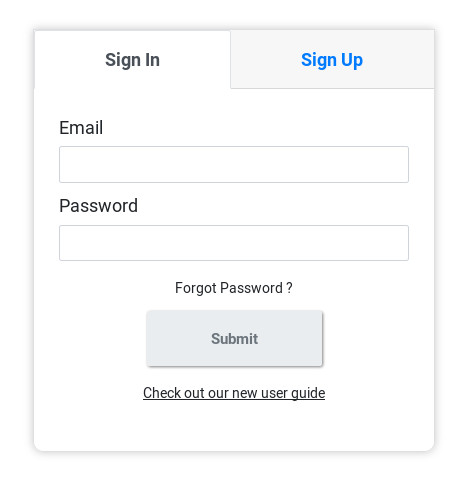 Sign In
Sign Up
Email
Password
Forgot Password ?
Submit
Check out our new user guide